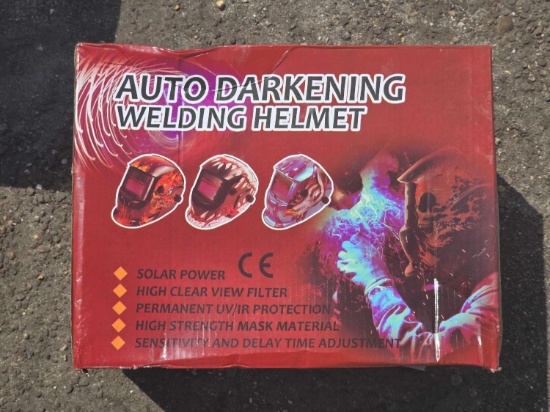 AUTO DARKENING
WELDING HELMET
SOLAR POWER CE
HIGH CLEAR VIEW FILTER
PERMANENT UV/IR PROTECTION
HIGH STRENGTH MASK MATERIAL
SENSITIVITY AND DELAY TIME ADJUSTMENT